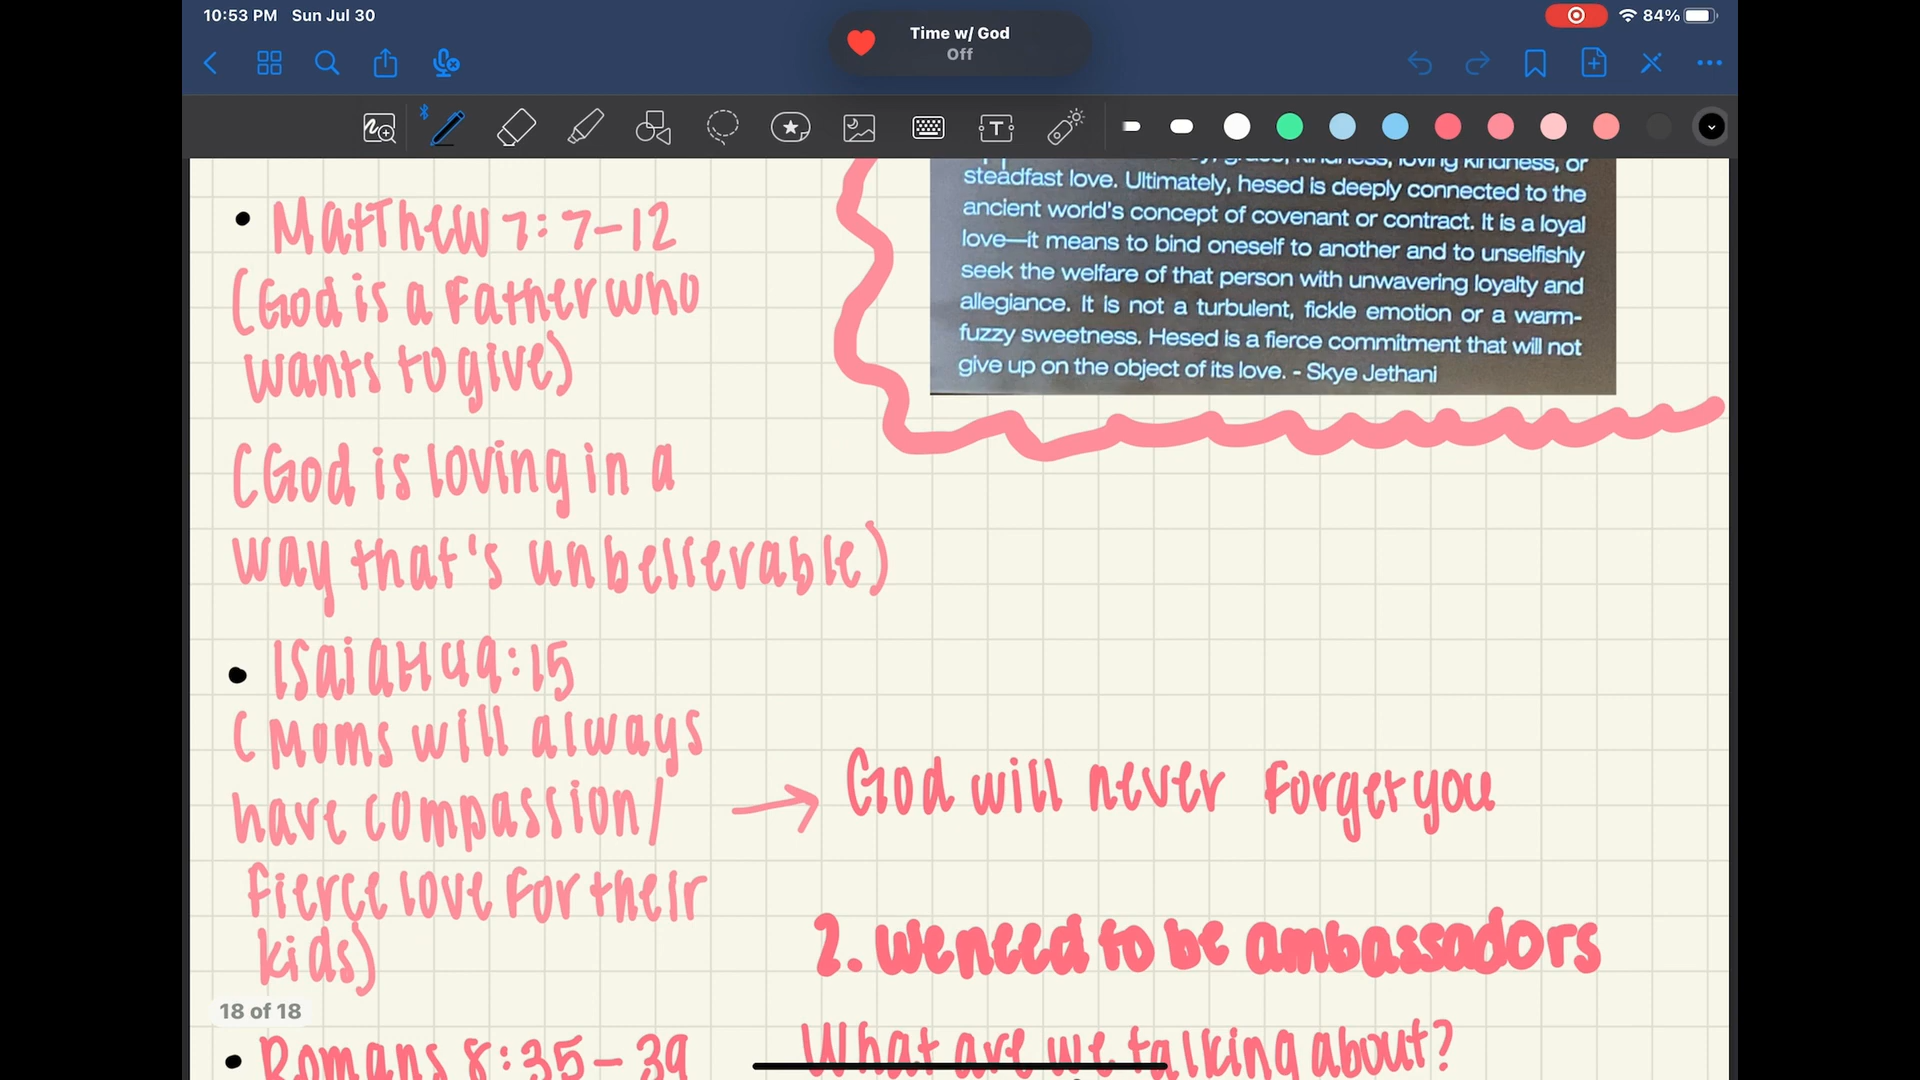 10:53 PM Sun Jul 30
Time w/ God
Off
84%
• Matthew 7:7-12
(God is a Father who
wants to give)
(God is loving in a
way that's unbelievable)
• Isaiah 49:15
(Moms will always
have compassion/
fierce love for their
kids)
18 of 18
• Romans 8:35-39
grace, kindness, loving kindness, or
steadfast love. Ultimately, hesed is deeply connected to the
ancient world's concept of covenant or contract. It is a loyal
love—it means to bind oneself to another and to unselfishly
seek the welfare of that person with unwavering loyalty and
allegiance. It is not a turbulent, fickle emotion or a warm-
fuzzy sweetness. Hesed is a fierce commitment that will not
give up on the object of its love. - Skye Jethani
→ God will never forget you
2. We need to be ambassadors
What are we talking about?